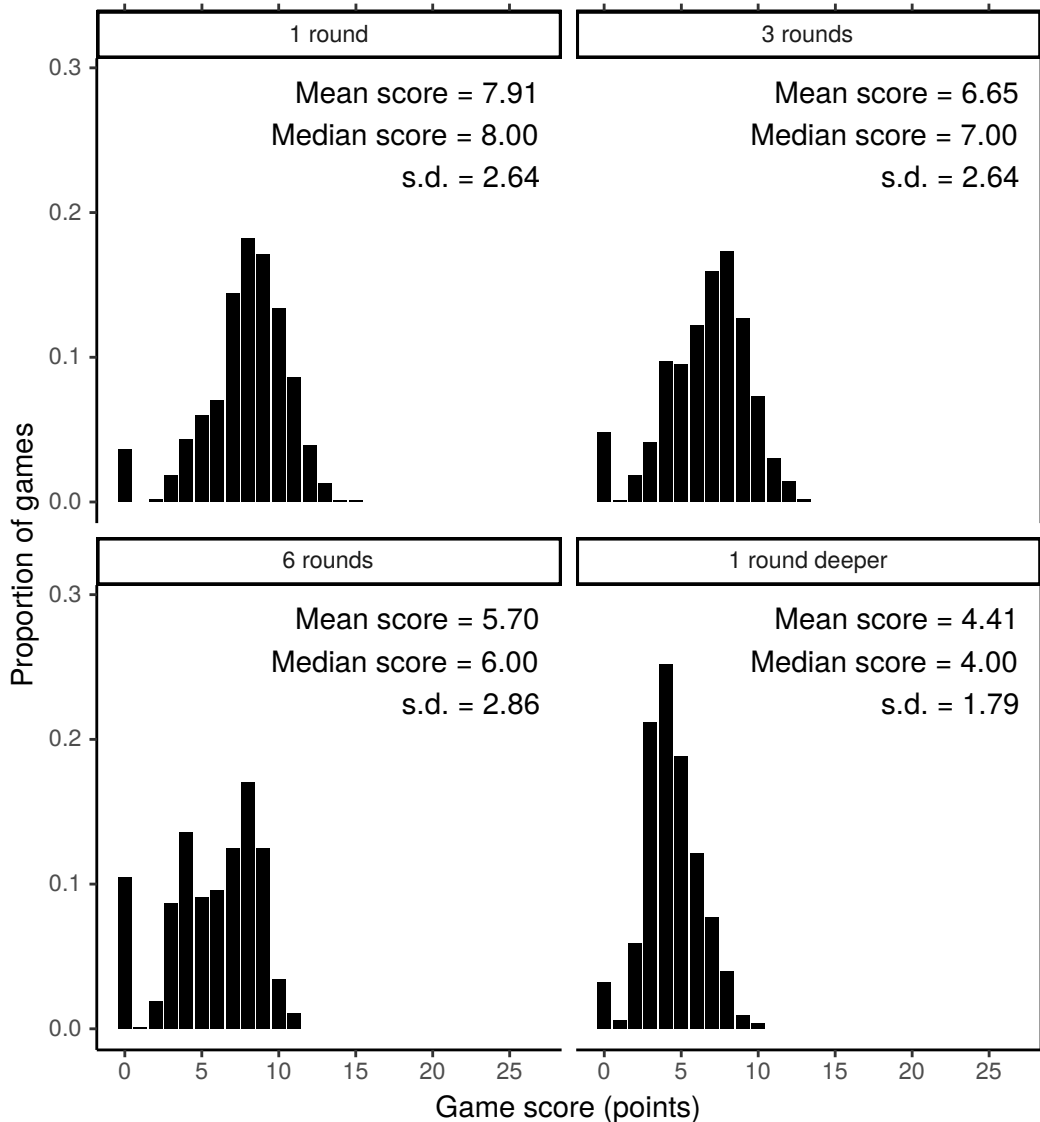 1 round
3 rounds
0.3
Mean score = 7.91
Mean score = 6.65
Median score = 8.00
Median score = 7.00
s.d. = 2.64
s.d. = 2.64
0.2
0.1
0.0
Proportion of games
6 rounds
1 round deeper
0.3
Mean score = 5.70
Mean score = 4.41
Median score = 6.00
Median score = 4.00
s.d. = 2.86
s.d. = 1.79
0.2
0.1
0.0
0 5 10 15 20 25
0 5 10 15 20 25
Game score (points)